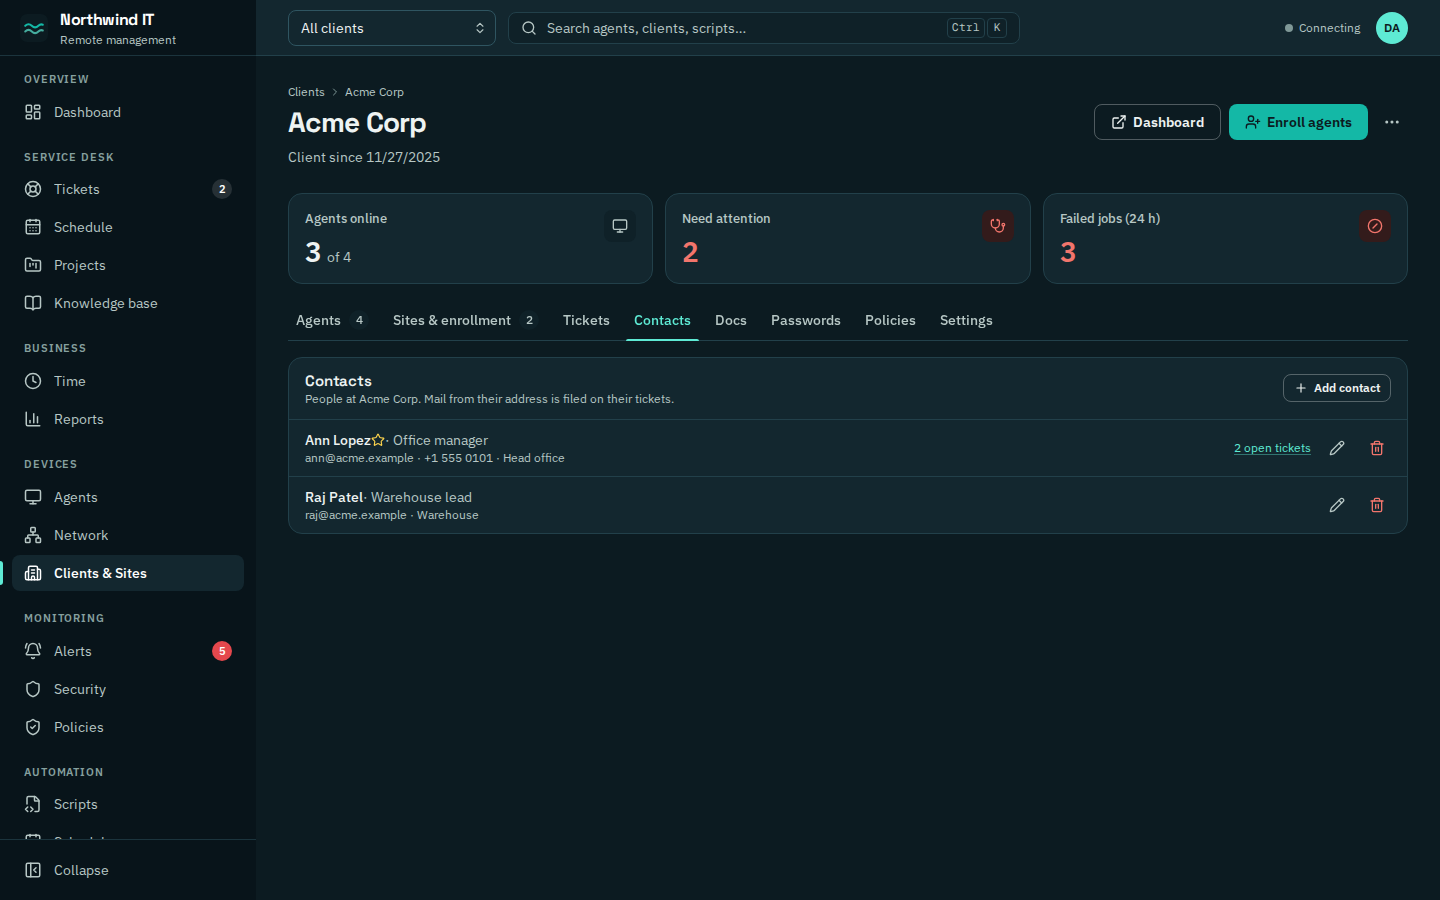 Northwind IT
Remote management
OVERVIEW
Dashboard
SERVICE DESK
Tickets 2
Schedule
Projects
Knowledge base
BUSINESS
Time
Reports
DEVICES
Agents
Network
Clients & Sites
MONITORING
Alerts 5
Security
Policies
AUTOMATION
Scripts
Collapse
All clients
Search agents, clients, scripts... Ctrl K
Connecting DA
Clients > Acme Corp
Acme Corp
Client since 11/27/2025
Dashboard
Enroll agents
Agents online
3 of 4
Need attention
2
Failed jobs (24 h)
3
Agents 4 Sites & enrollment 2 Tickets Contacts Docs Passwords Policies Settings
Contacts
People at Acme Corp. Mail from their address is filed on their tickets.
Add contact
Ann Lopez · Office manager
ann@acme.example · +1 555 0101 · Head office
2 open tickets
Raj Patel · Warehouse lead
raj@acme.example · Warehouse